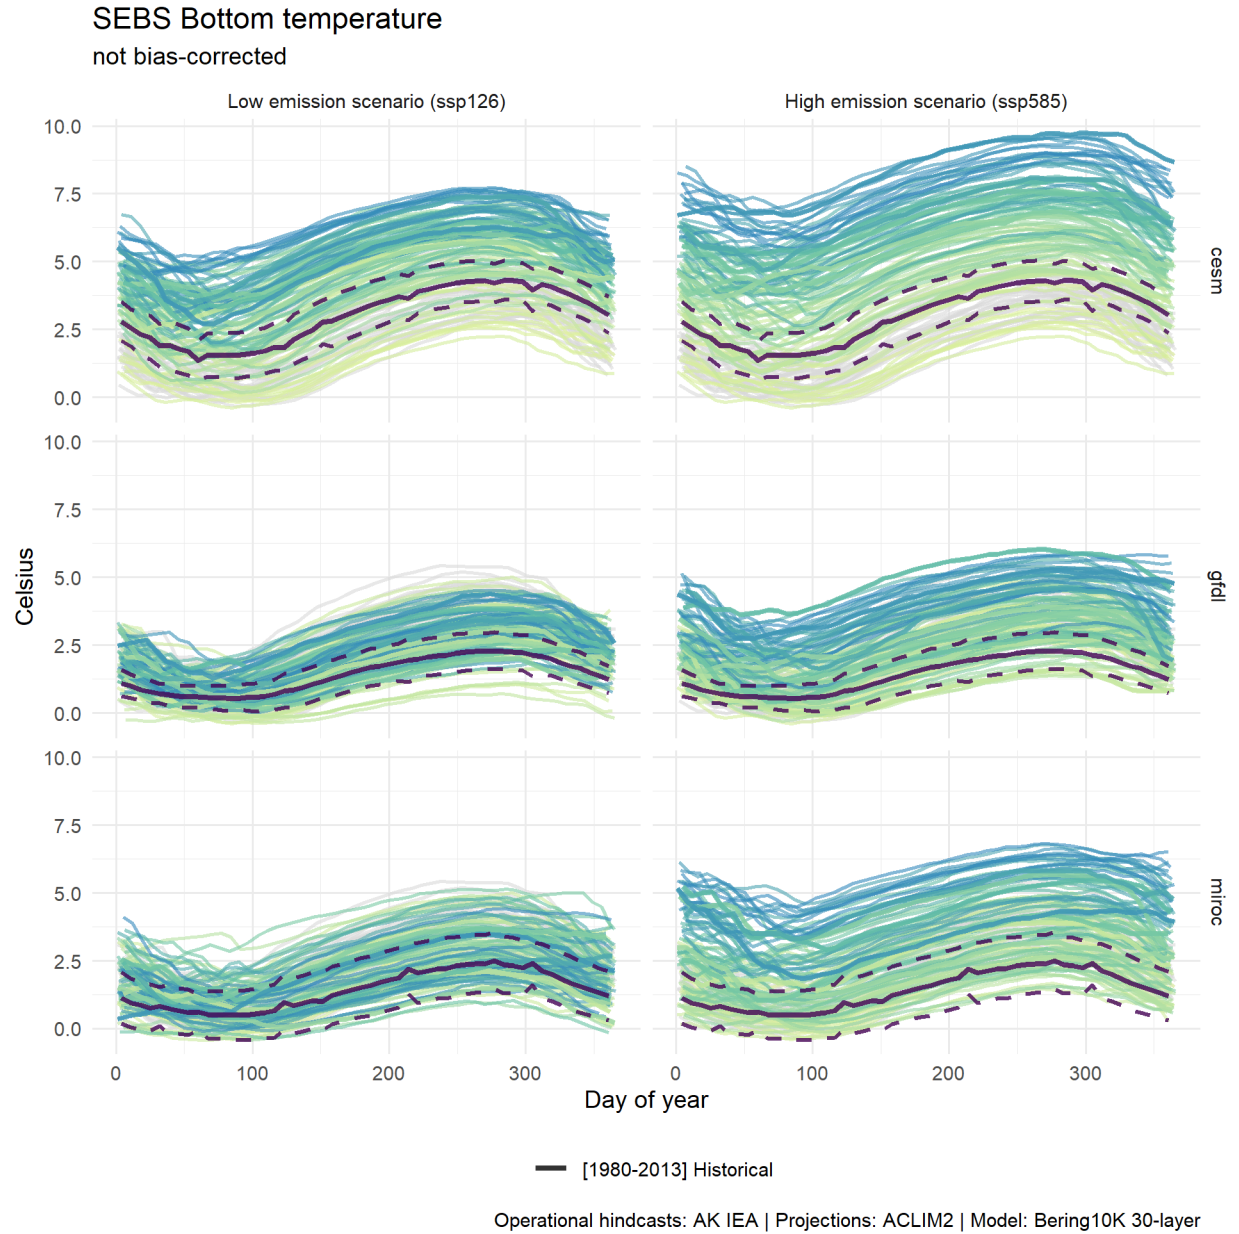 SEBS Bottom temperature
not bias-corrected
Low emission scenario (ssp126)
High emission scenario (ssp585)
10.0
7.5
5.0
2.5
0.0
cesm
10.0
7.5
5.0
2.5
0.0
gfdl
10.0
7.5
5.0
2.5
0.0
miroc
Celsius
0 100 200 300
0 100 200 300
Day of year
[1980-2013] Historical
Operational hindcasts: AK IEA | Projections: ACLIM2 | Model: Bering10K 30-layer